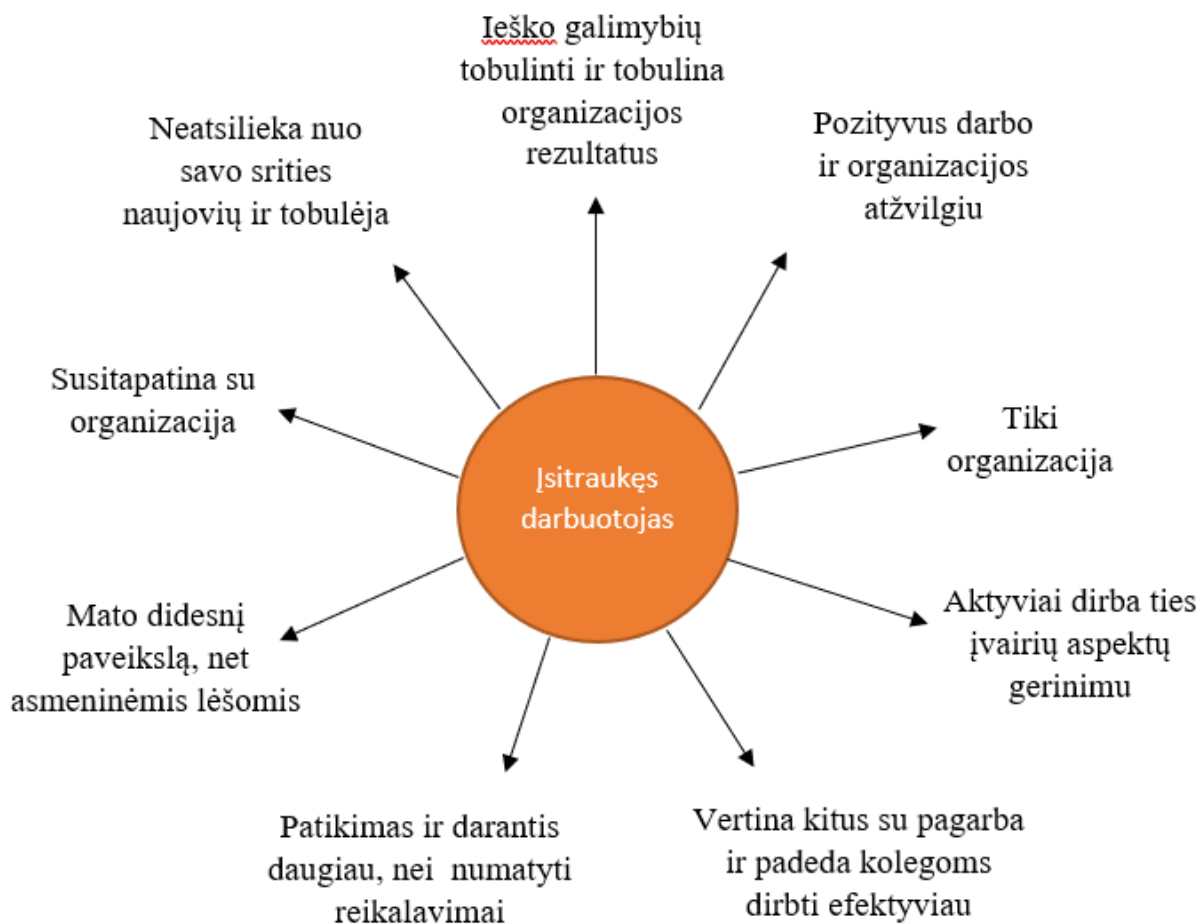 Ieško galimybių
tobulinti ir tobulina
organizacijos
rezultatus
Pozityvus darbo
ir organizacijos
atžvilgiu
Tiki
organizacija
Aktyviai dirba ties
įvairių aspektų
gerinimu
Vertina kitus su pagarba
ir padeda kolegoms
dirbti efektyviau
Patikimas ir darantis
daugiau, nei  numatyti
reikalavimai
Mato didesnį
paveikslą, net
asmeninėmis lėšomis
Susitapatina su
organizacija
Neatsilieka nuo
savo srities
naujovių ir tobulėja
Įsitraukęs
darbuotojas